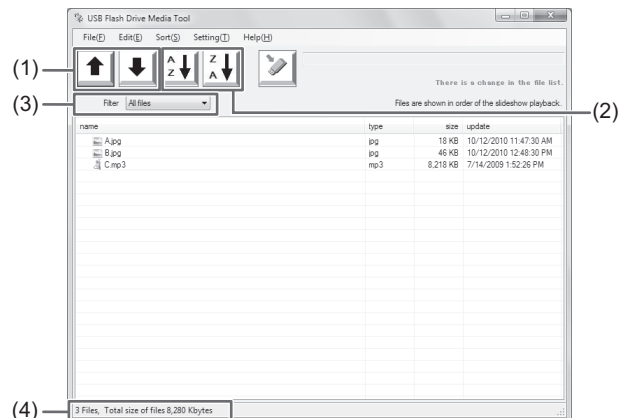 USB Flash Drive Media Tool
File(F) Edit(E) Sort(S) Setting(T) Help(H)
(1)
A
Z
Z
A
There is a change in the file list.
(3)
Filter All files
Files are shown in order of the slideshow playback.
(2)
name type size update
A.jpg jpg 18 KB 10/12/2010 11:47:30 AM
B.jpg jpg 46 KB 10/12/2010 12:48:30 PM
C.mp3 mp3 8,218 KB 7/14/2009 1:52:26 PM
(4)
3 Files, Total size of files 8,280 Kbytes